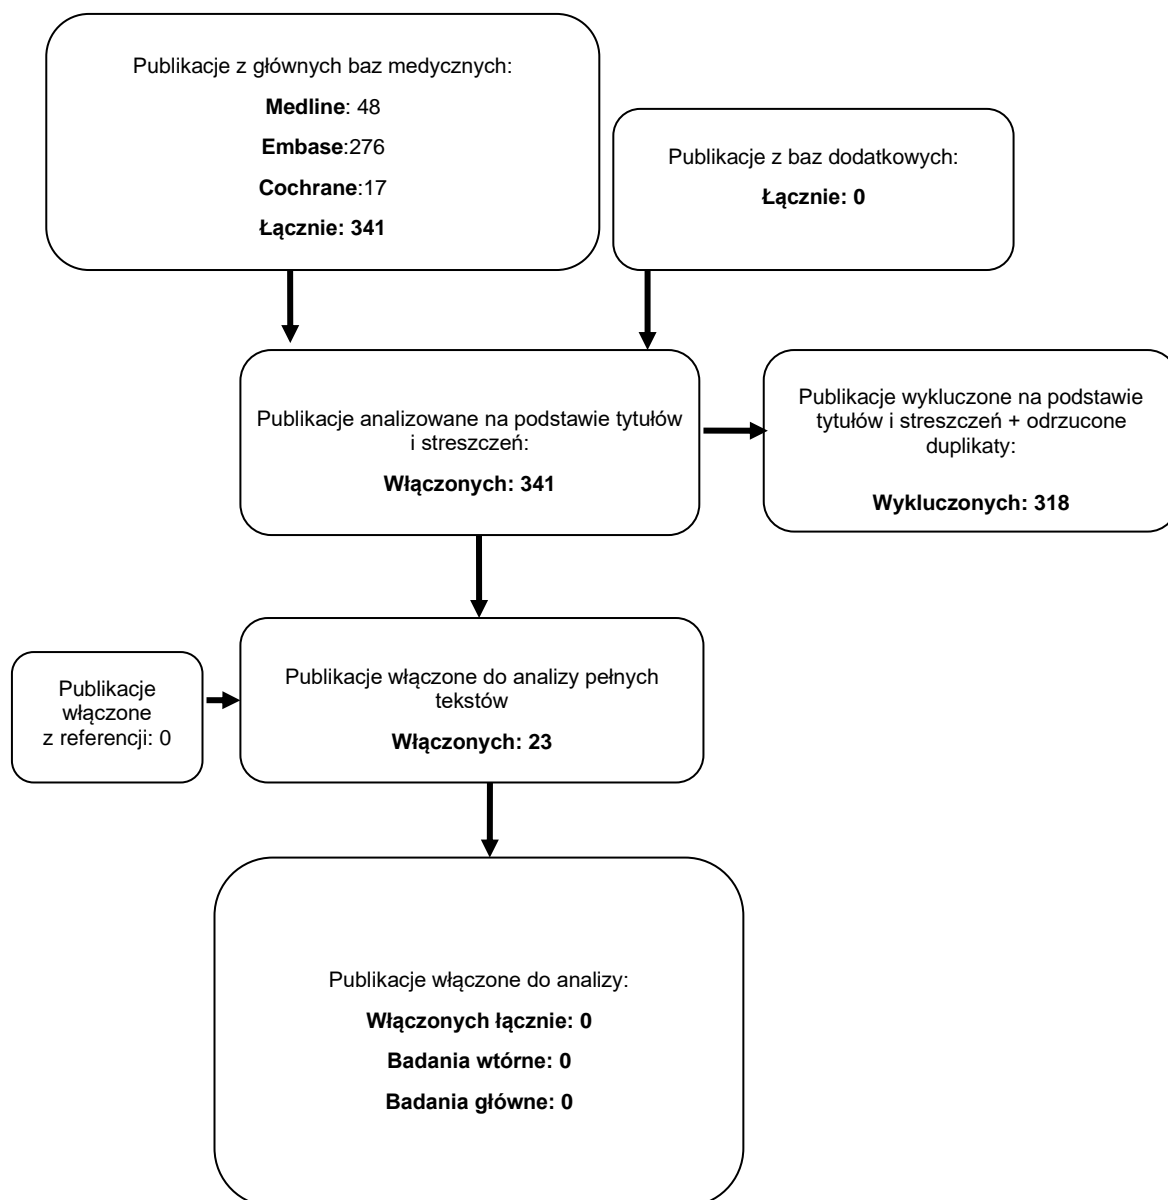 Publikacje z głównych baz medycznych:
Medline: 48
Embase:276
Cochrane:17
Łącznie: 341
Publikacje z baz dodatkowych:
Łącznie: 0
Publikacje analizowane na podstawie tytułów
i streszczeń:
Włączonych: 341
Publikacje wykluczone na podstawie
tytułów i streszczeń + odrzucone
duplikaty:
Wykluczonych: 318
Publikacje
włączone
z referencji: 0
Publikacje włączone do analizy pełnych
tekstów
Włączonych: 23
Publikacje włączone do analizy:
Włączonych łącznie: 0
Badania wtórne: 0
Badania główne: 0